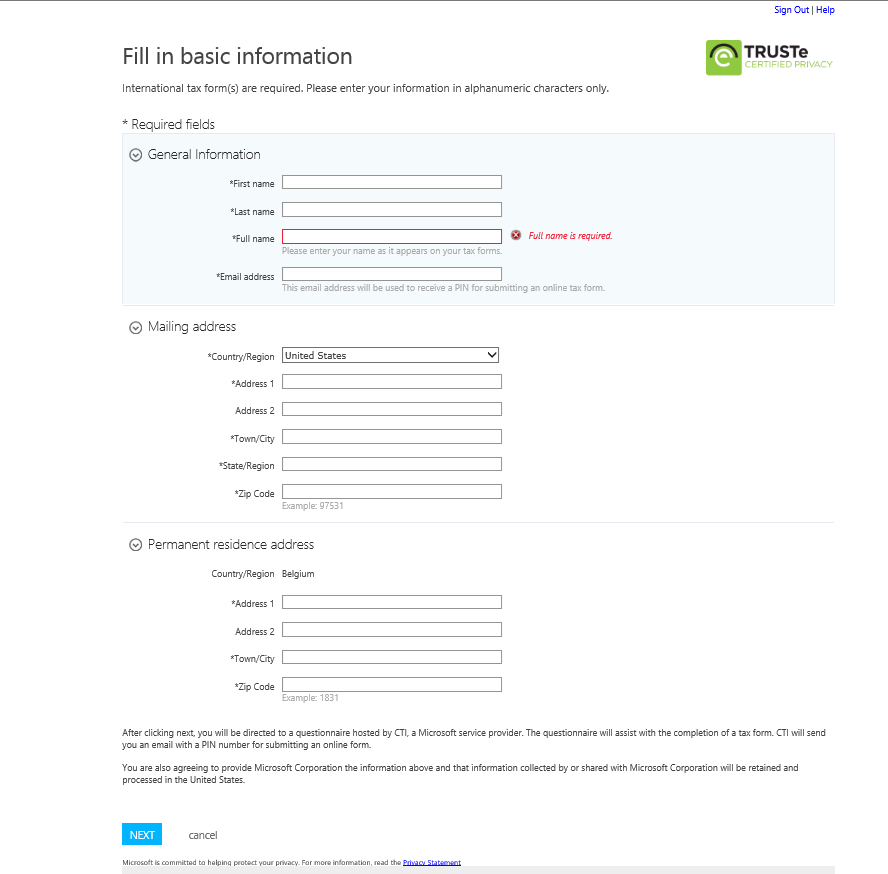 Sign Out | Help
Fill in basic information
TRUSTe
CERTIFIED PRIVACY
International tax form(s) are required. Please enter your information in alphanumeric characters only.
* Required fields
General Information
*First name
*Last name
*Full name
Full name is required.
Please enter your name as it appears on your tax forms.
*Email address
This email address will be used to receive a PIN for submitting an online tax form.
Mailing address
*Country/Region United States
*Address 1
Address 2
*Town/City
*State/Region
*Zip Code
Example: 97531
Permanent residence address
Country/Region Belgium
*Address 1
Address 2
*Town/City
*Zip Code
Example: 1831
After clicking next, you will be directed to a questionnaire hosted by CTI, a Microsoft service provider. The questionnaire will assist with the completion of a tax form. CTI will send
you an email with a PIN number for submitting an online form.
You are also agreeing to provide Microsoft Corporation the information above and that information collected by or shared with Microsoft Corporation will be retained and
processed in the United States.
NEXT cancel
Microsoft is committed to helping protect your privacy. For more information, read the Privacy Statement